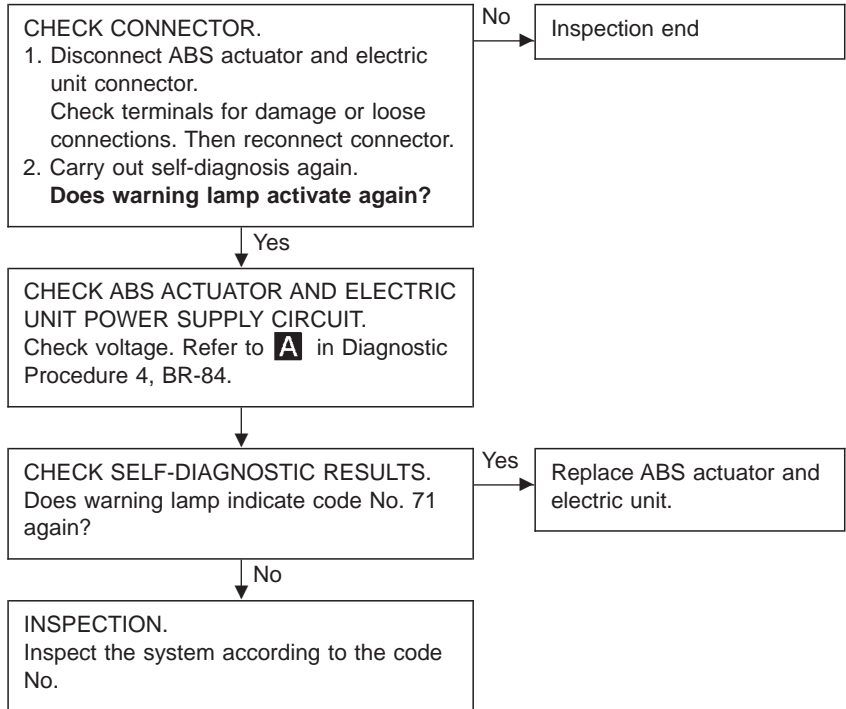 CHECK CONNECTOR.
1. Disconnect ABS actuator and electric
unit connector.
Check terminals for damage or loose
connections. Then reconnect connector.
2. Carry out self-diagnosis again.
Does warning lamp activate again?
No
Inspection end
Yes
CHECK ABS ACTUATOR AND ELECTRIC
UNIT POWER SUPPLY CIRCUIT.
Check voltage. Refer to A in Diagnostic
Procedure 4, BR-84.
CHECK SELF-DIAGNOSTIC RESULTS.
Does warning lamp indicate code No. 71
again?
Yes
Replace ABS actuator and
electric unit.
No
INSPECTION.
Inspect the system according to the code
No.